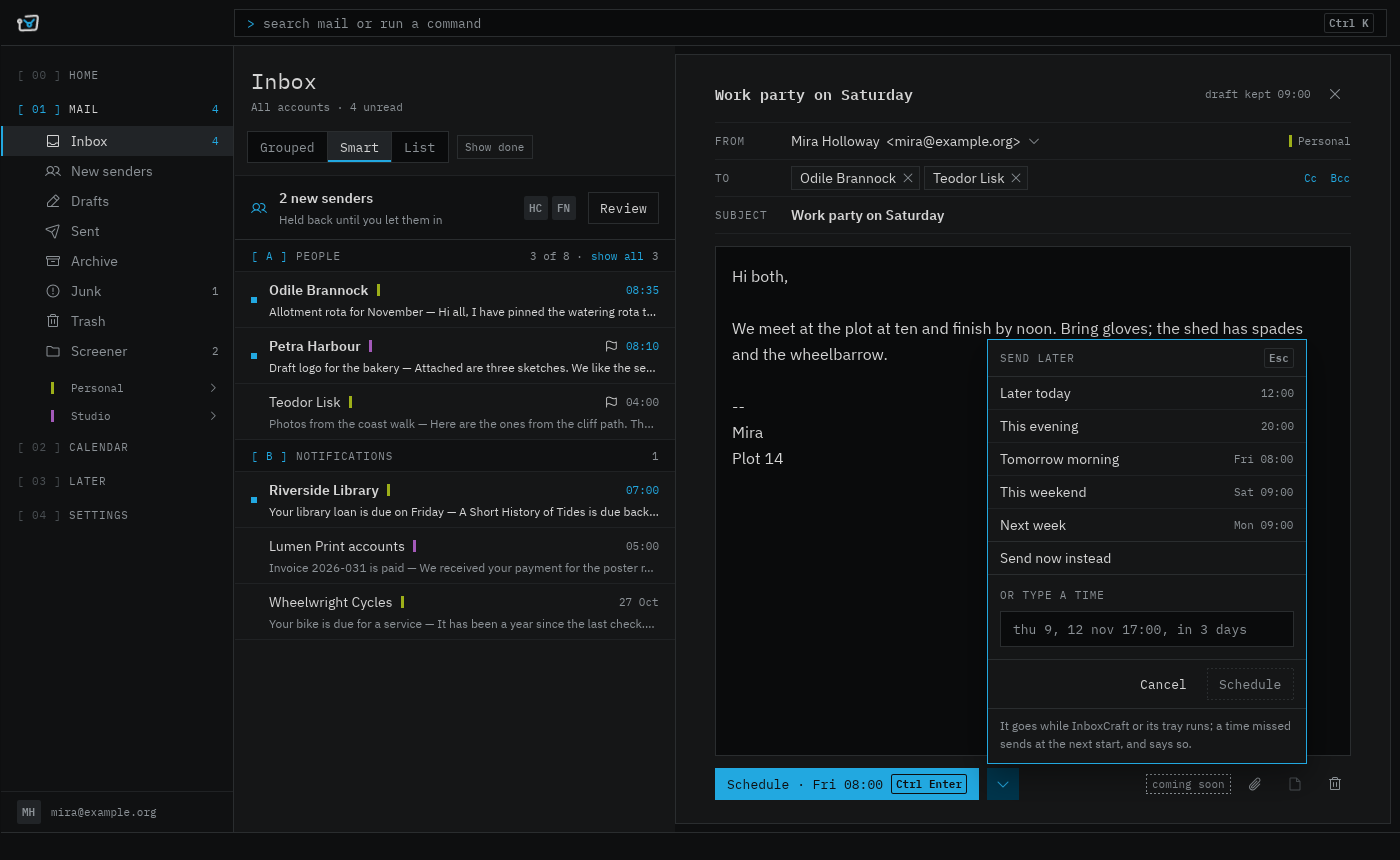 > search mail or run a command
Ctrl K
[ 00 ] HOME
[ 01 ] MAIL 4
Inbox 4
New senders
Drafts
Sent
Archive
Junk 1
Trash
Screener 2
Personal
Studio
[ 02 ] CALENDAR
[ 03 ] LATER
[ 04 ] SETTINGS
MH mira@example.org
Inbox
All accounts · 4 unread
Grouped Smart List Show done
2 new senders
Held back until you let them in
HC FN Review
[ A ] PEOPLE 3 of 8 · show all 3
Odile Brannock 08:35
Allotment rota for November — Hi all, I have pinned the watering rota t…
Petra Harbour 08:10
Draft logo for the bakery — Attached are three sketches. We like the se…
Teodor Lisk 04:00
Photos from the coast walk — Here are the ones from the cliff path. Th…
[ B ] NOTIFICATIONS 1
Riverside Library 07:00
Your library loan is due on Friday — A Short History of Tides is due back…
Lumen Print accounts 05:00
Invoice 2026-031 is paid — We received your payment for the poster r…
Wheelwright Cycles 27 Oct
Your bike is due for a service — It has been a year since the last check.…
Work party on Saturday draft kept 09:00
FROM Mira Holloway <mira@example.org> Personal
TO Odile Brannock Teodor Lisk Cc Bcc
SUBJECT Work party on Saturday
Hi both,
We meet at the plot at ten and finish by noon. Bring gloves; the shed has spades
and the wheelbarrow.
--
Mira
Plot 14
SEND LATER Esc
Later today 12:00
This evening 20:00
Tomorrow morning Fri 08:00
This weekend Sat 09:00
Next week Mon 09:00
Send now instead
OR TYPE A TIME
thu 9, 12 nov 17:00, in 3 days
Cancel Schedule
It goes while InboxCraft or its tray runs; a time missed
sends at the next start, and says so.
Schedule · Fri 08:00 Ctrl Enter
coming soon